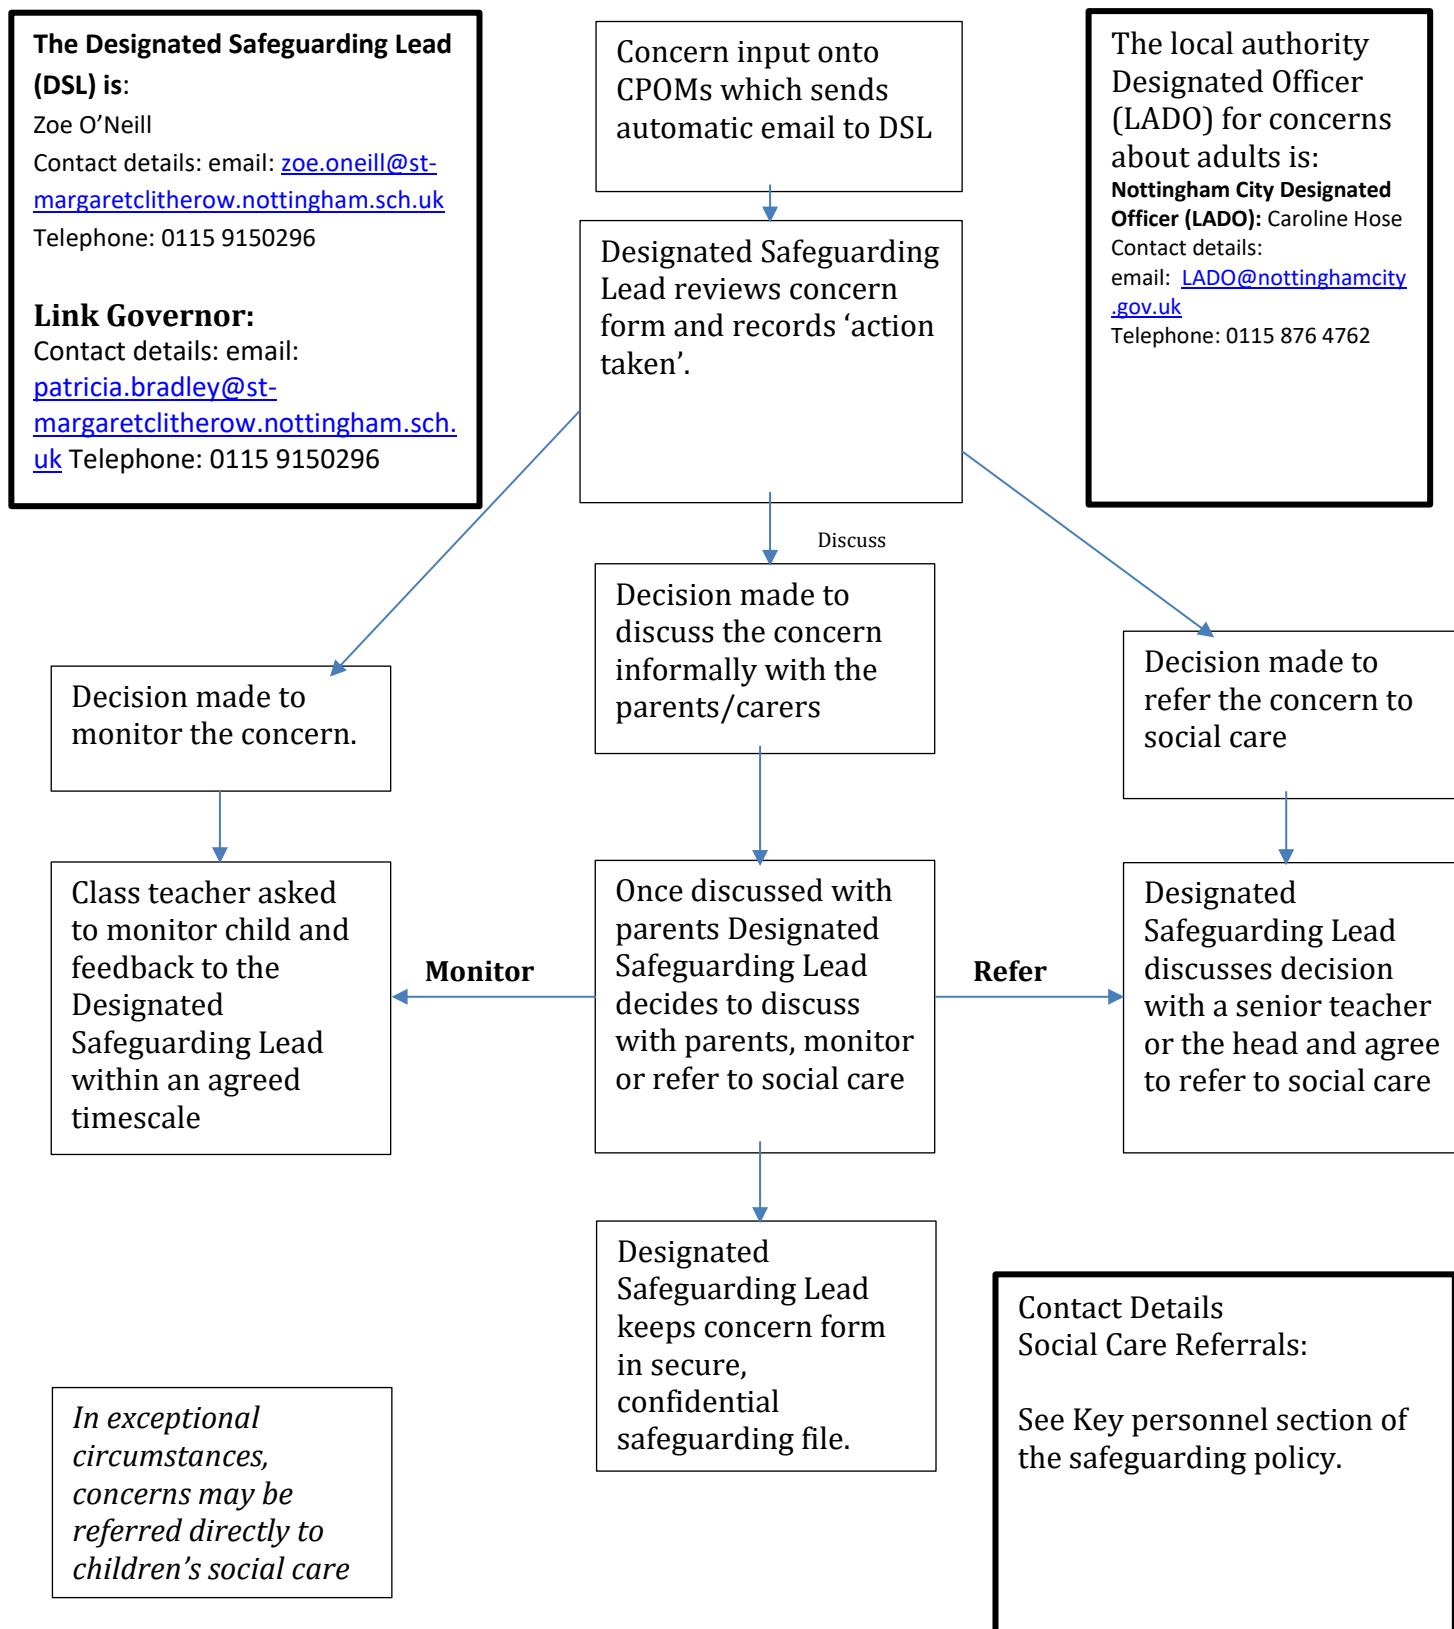 The Designated Safeguarding Lead
(DSL) is:
Zoe O’Neill
Contact details: email: zoe.oneill@st-
margaretclitherow.nottingham.sch.uk
Telephone: 0115 9150296
Link Governor:
Contact details: email:
patricia.bradley@st-
margaretclitherow.nottingham.sch.
uk Telephone: 0115 9150296
Concern input onto
CPOMs which sends
automatic email to DSL
The local authority
Designated Officer
(LADO) for concerns
about adults is:
Nottingham City Designated
Officer (LADO): Caroline Hose
Contact details:
email: LADO@nottinghamcity
.gov.uk
Telephone: 0115 876 4762
Designated Safeguarding
Lead reviews concern
form and records ‘action
taken’.
Discuss
Decision made to
monitor the concern.
Decision made to
discuss the concern
informally with the
parents/carers
Decision made to
refer the concern to
social care
Class teacher asked
to monitor child and
feedback to the
Designated
Safeguarding Lead
within an agreed
timescale
Monitor
Once discussed with
parents Designated
Safeguarding Lead
decides to discuss
with parents, monitor
or refer to social care
Refer
Designated
Safeguarding Lead
discusses decision
with a senior teacher
or the head and agree
to refer to social care
Designated
Safeguarding Lead
keeps concern form
in secure,
confidential
safeguarding file.
In exceptional
circumstances,
concerns may be
referred directly to
children’s social care
Contact Details
Social Care Referrals:
See Key personnel section of
the safeguarding policy.